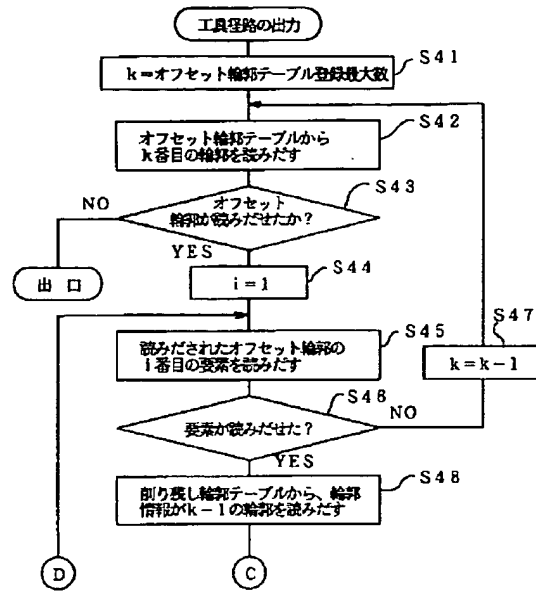 工具径路の出力
S41
k=オフセット輪郭テーブル登録最大数
S42
オフセット輪郭テーブルから
k番目の輪郭を読みだす
S43
オフセット
輪郭が読みだせたか?
NO
YES
出口
S44
i=1
S45
読みだされたオフセット輪郭の
i番目の要素を読みだす
S47
k=k-1
S46
要素が読みだせた?
NO
YES
S48
削り残し輪郭テーブルから、輪郭
情報がk-1の輪郭を読みだす
D
C